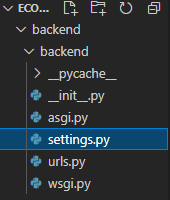 ECO...
backend
backend
__pycache__
__init__.py
asgi.py
settings.py
urls.py
wsgi.py